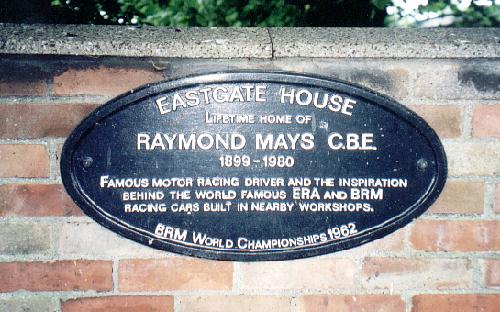 EASTGATE HOUSE
LIFETIME HOME OF
RAYMOND MAYS C.B.E.
1899-1980
FAMOUS MOTOR RACING DRIVER AND THE INSPIRATION
BEHIND THE WORLD FAMOUS ERA AND BRM
RACING CARS BUILT IN NEARBY WORKSHOPS.
BRM WORLD CHAMPIONSHIPS 1962